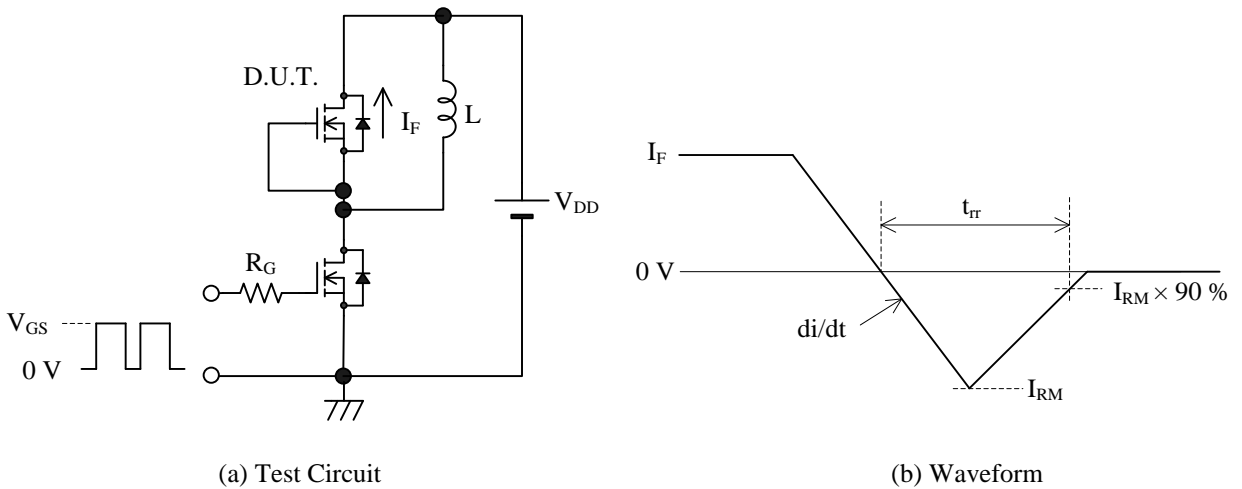 D.U.T.
I_F
L
V_DD
R_G
V_GS
0 V
(a) Test Circuit
I_F
t_rr
0 V
I_RM × 90 %
di/dt
I_RM
(b) Waveform